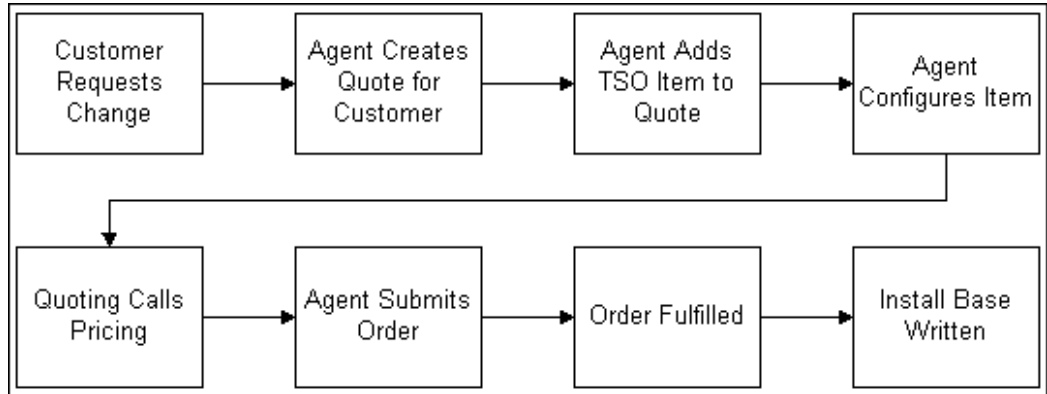 Customer
Requests
Change
Agent Creates
Quote for
Customer
Agent Adds
TSO Item to
Quote
Agent
Configures Item
Quoting Calls
Pricing
Agent Submits
Order
Order Fulfilled
Install Base
Written